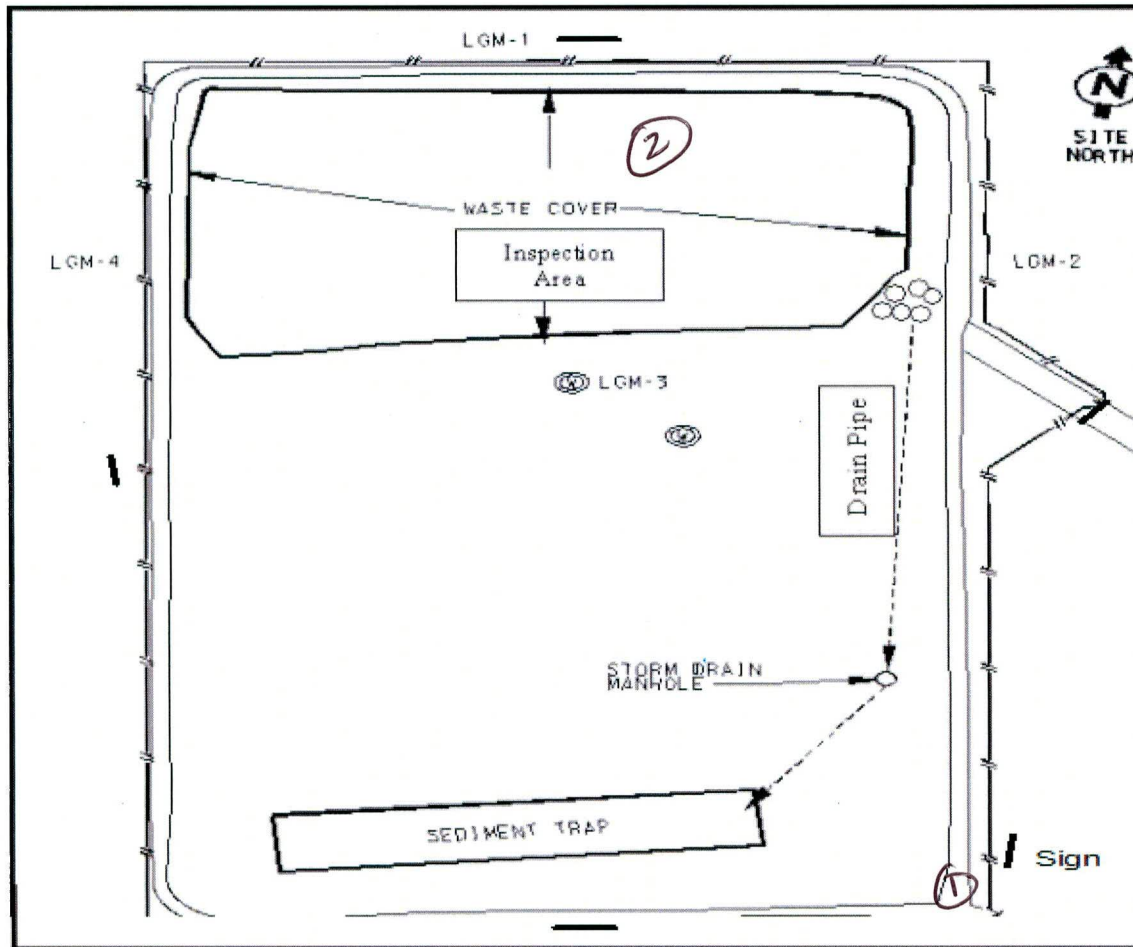 LGM-1
N
SITE
NORTH
2
WASTE COVER
Inspection
Area
LGM-4
LGM-2
LGM-3
Drain Pipe
STORM DRAIN
MANHOLE
SEDIMENT TRAP
Sign
1